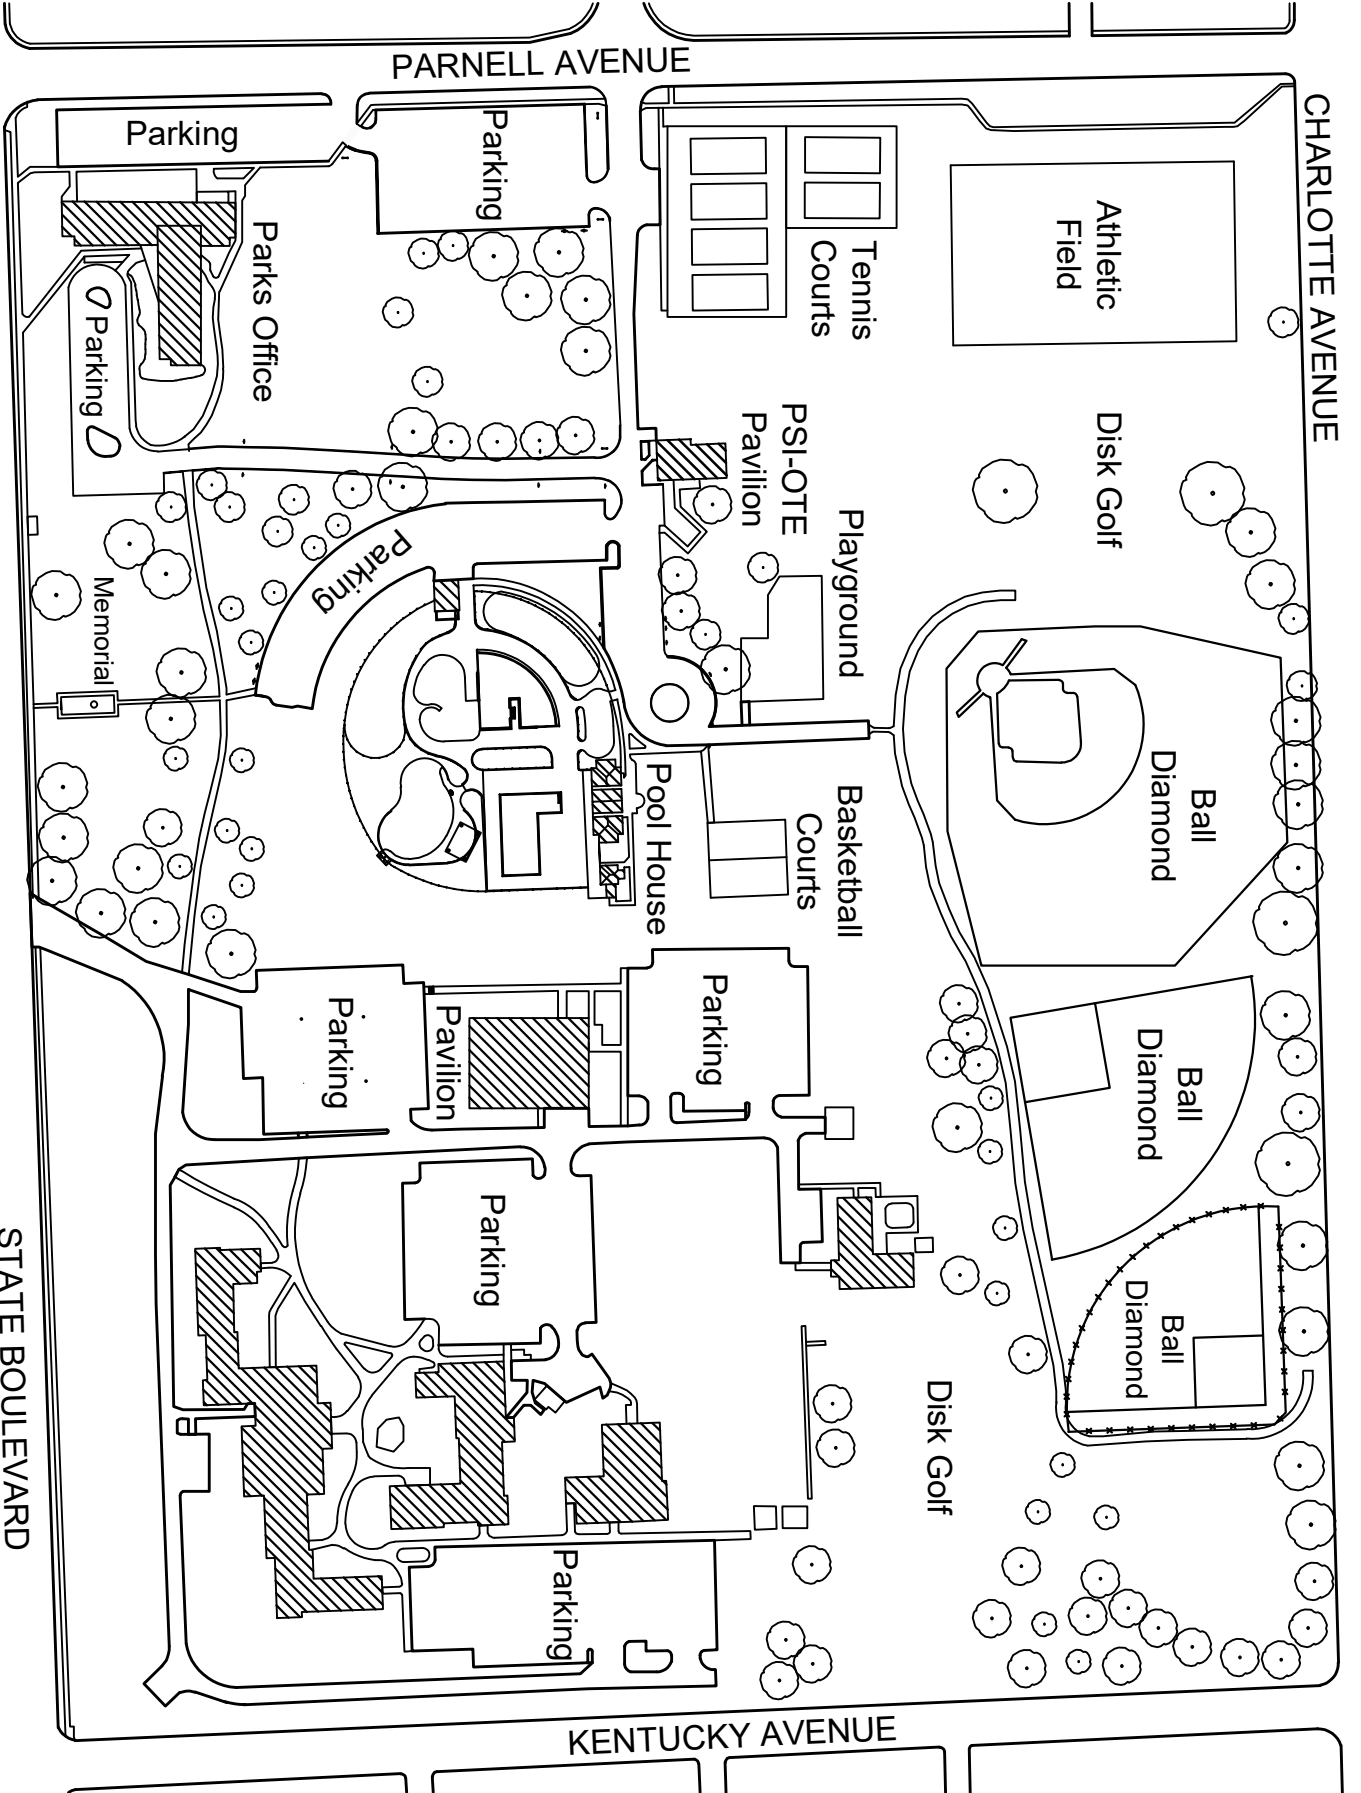 PARNELL AVENUE
CHARLOTTE AVENUE
Parking
Parking
Parks Office
Parking
Tennis
Courts
Athletic
Field
PSI-OTE
Pavilion
Playground
Disk Golf
Parking
Memorial
Pool House
Basketball
Courts
Ball
Diamond
Parking
Pavilion
Parking
Ball
Diamond
Parking
Ball
Diamond
Disk Golf
Parking
STATE BOULEVARD
KENTUCKY AVENUE